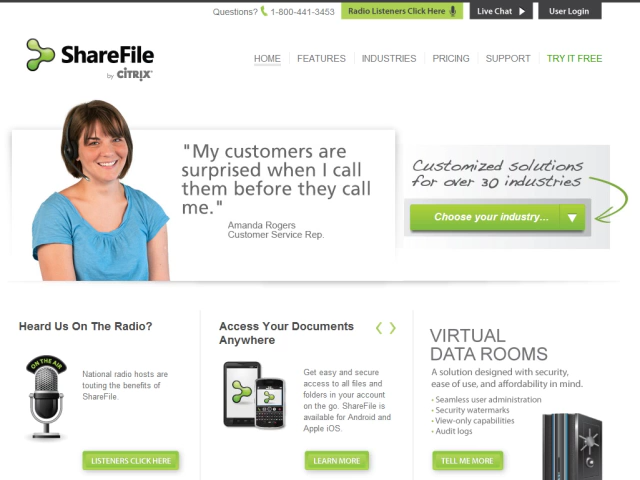 Questions? 1-800-441-3453
Radio Listeners Click Here
Live Chat
User Login
ShareFile
by CITRIX
HOME
FEATURES
INDUSTRIES
PRICING
SUPPORT
TRY IT FREE
"My customers are
surprised when I call
them before they call
me."
Amanda Rogers
Customer Service Rep.
Customized solutions
for over 30 industries
Choose your industry...
Heard Us On The Radio?
ON THE AIR
National radio hosts are
touting the benefits of
ShareFile.
LISTENERS CLICK HERE
Access Your Documents
Anywhere
Get easy and secure
access to all files and
folders in your account
on the go. ShareFile is
available for Android and
Apple iOS.
LEARN MORE
VIRTUAL
DATA ROOMS
A solution designed with security,
ease of use, and affordability in mind.
• Seamless user administration
• Security watermarks
• View-only capabilities
• Audit logs
TELL ME MORE